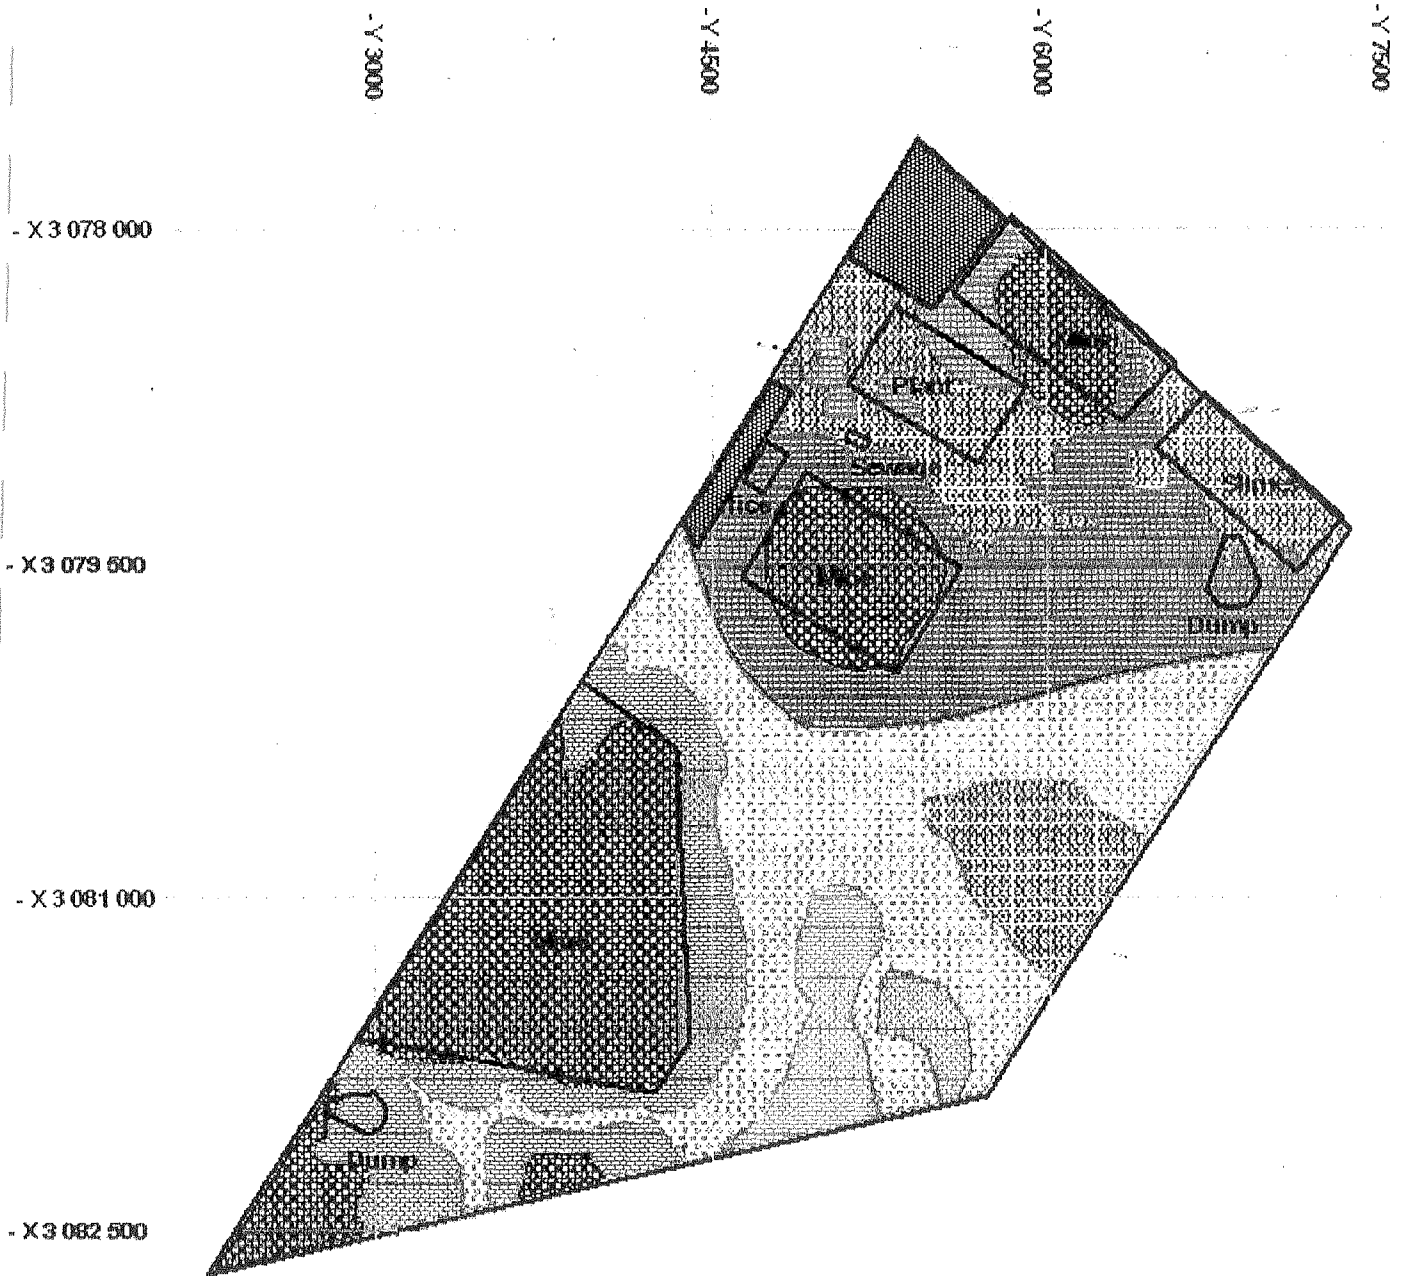 - Y 3000
- Y 4500
- Y 6000
- Y 7500
- X 3 078 000
Plant
Sewage
Slimes
- X 3 079 500
Dump
- X 3 081 000
Dump
- X 3 082 500